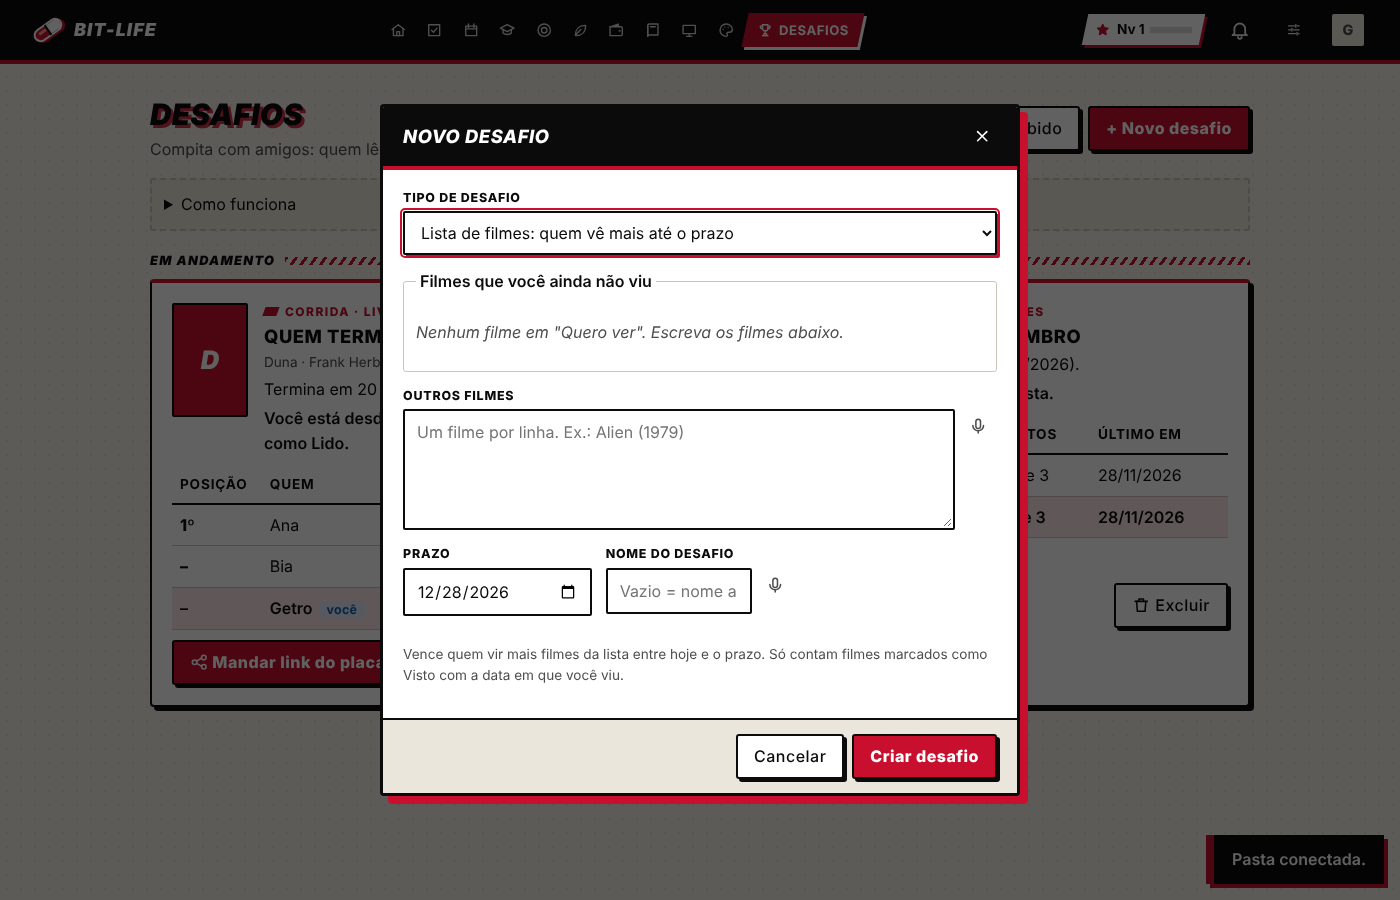 BIT-LIFE
DESAFIOS
Nv 1
G
DESAFIOS
Compita com amigos: quem lê
bido
+ Novo desafio
Como funciona
EM ANDAMENTO
NOVO DESAFIO
TIPO DE DESAFIO
Lista de filmes: quem vê mais até o prazo
Filmes que você ainda não viu
Nenhum filme em "Quero ver". Escreva os filmes abaixo.
OUTROS FILMES
Um filme por linha. Ex.: Alien (1979)
PRAZO
NOME DO DESAFIO
12/28/2026
Vazio = nome a
Vence quem vir mais filmes da lista entre hoje e o prazo. Só contam filmes marcados como
Visto com a data em que você viu.
Cancelar
Criar desafio
D
CORRIDA · LIV
QUEM TERM
Duna · Frank Herb
Termina em 20
Você está desd
como Lido.
POSIÇÃO QUEM
1º Ana
– Bia
– Getro você
Mandar link do placa
ES
MBRO
/2026).
sta.
TOS ÚLTIMO EM
e 3 28/11/2026
e 3 28/11/2026
Excluir
Pasta conectada.